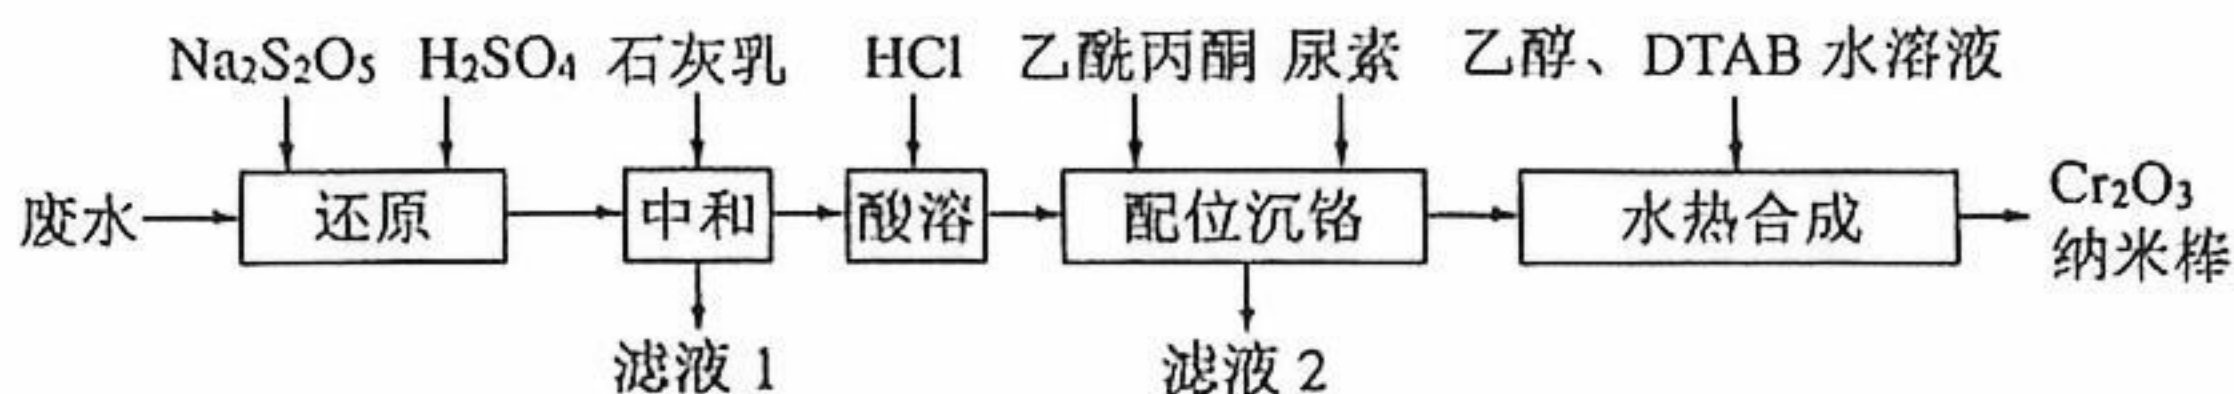 Na₂S₂O₅ H₂SO₄ 石灰乳 HCl 乙酰丙酮 尿素 乙醇、DTAB 水溶液
废水 还原 中和 酸溶 配位沉铬 水热合成 Cr₂O₃
纳米棒
滤液 1 滤液 2